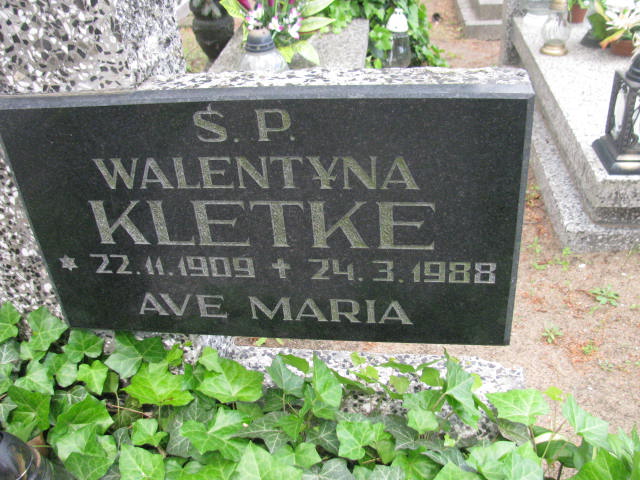 Ś. P.
WALENTYNA
KLETKE
* 22.11.1909 + 24.3.1988
AVE MARIA